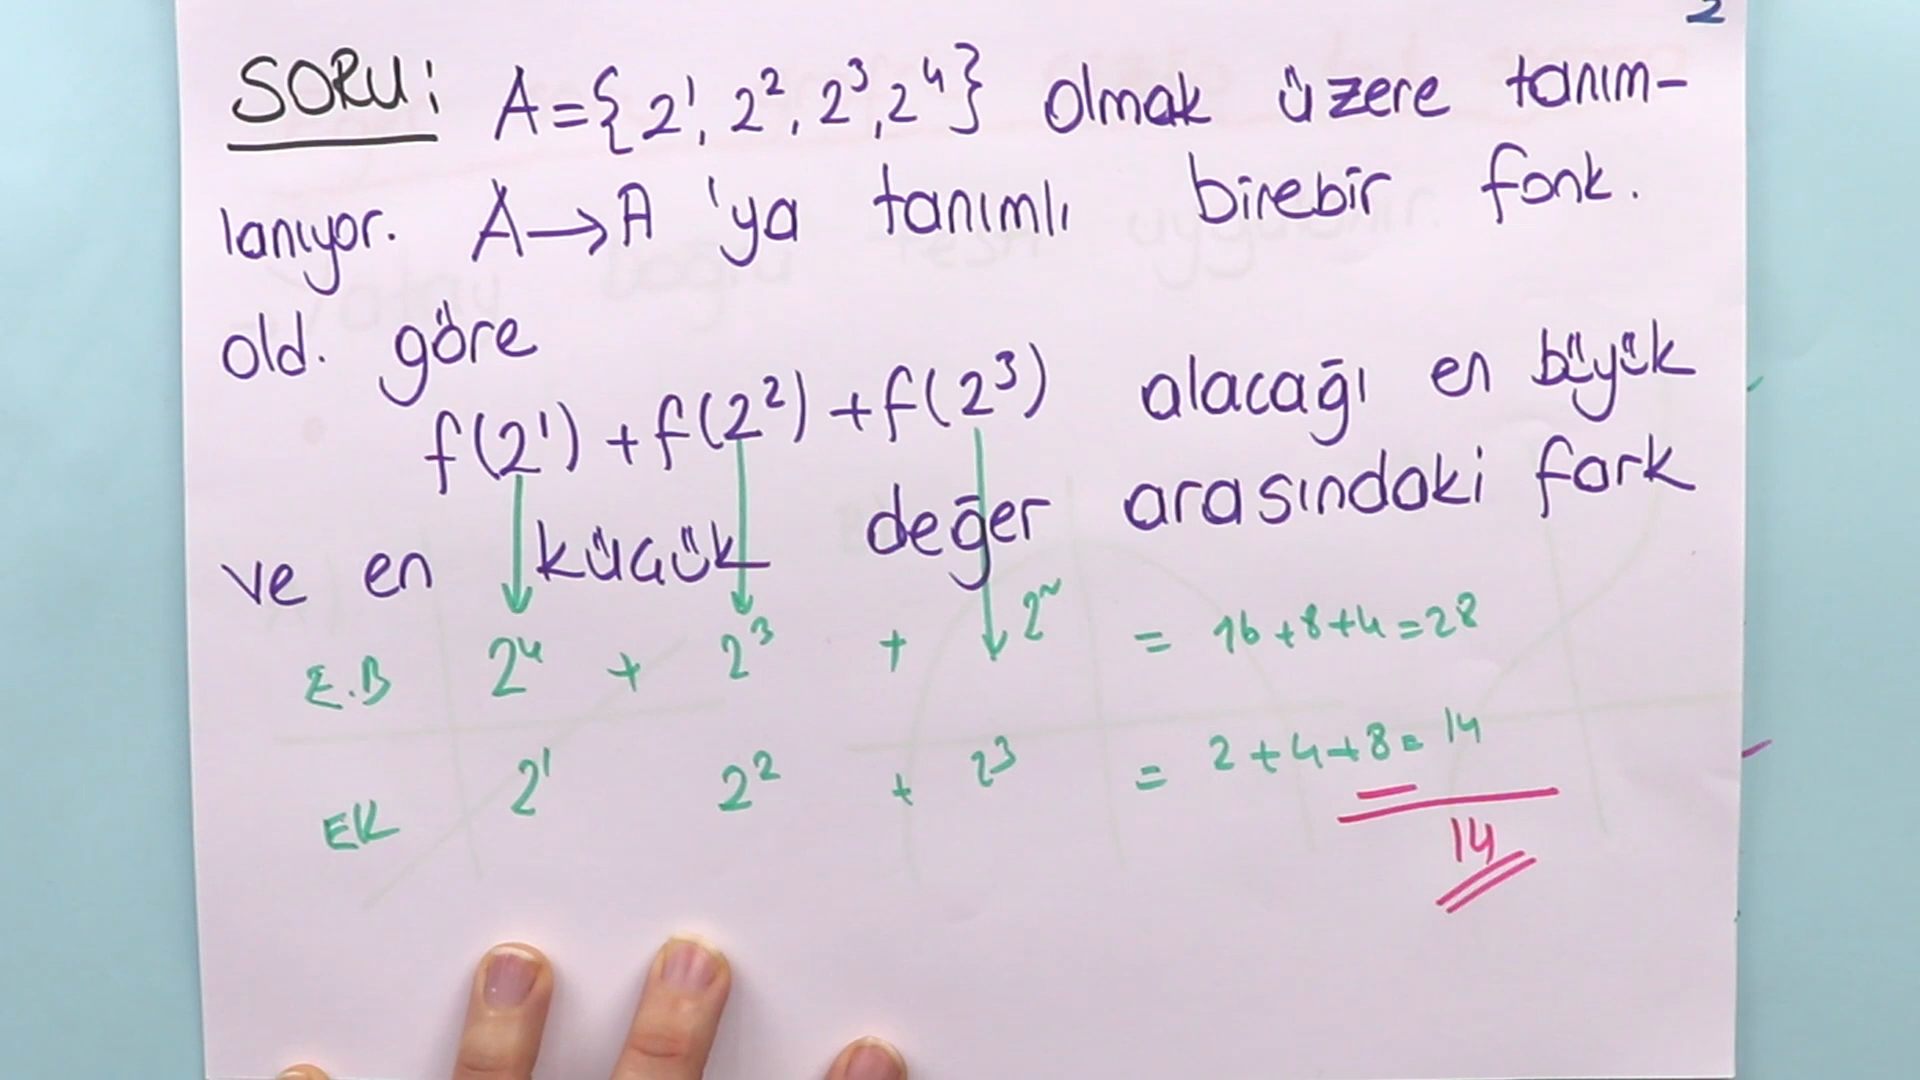 2
SORU: A={2¹, 2², 2³, 2⁴} olmak üzere tanım-
lanıyor. A→A 'ya tanımlı birebir fonk.
old. göre
f(2¹) + f(2²) + f(2³) alacağı en büyük
ve en küçük değer arasındaki fark
E.B 2⁴ + 2³ + 2² = 16+8+4=28
EK 2¹ 2² + 2³ = 2+4+8=14
14